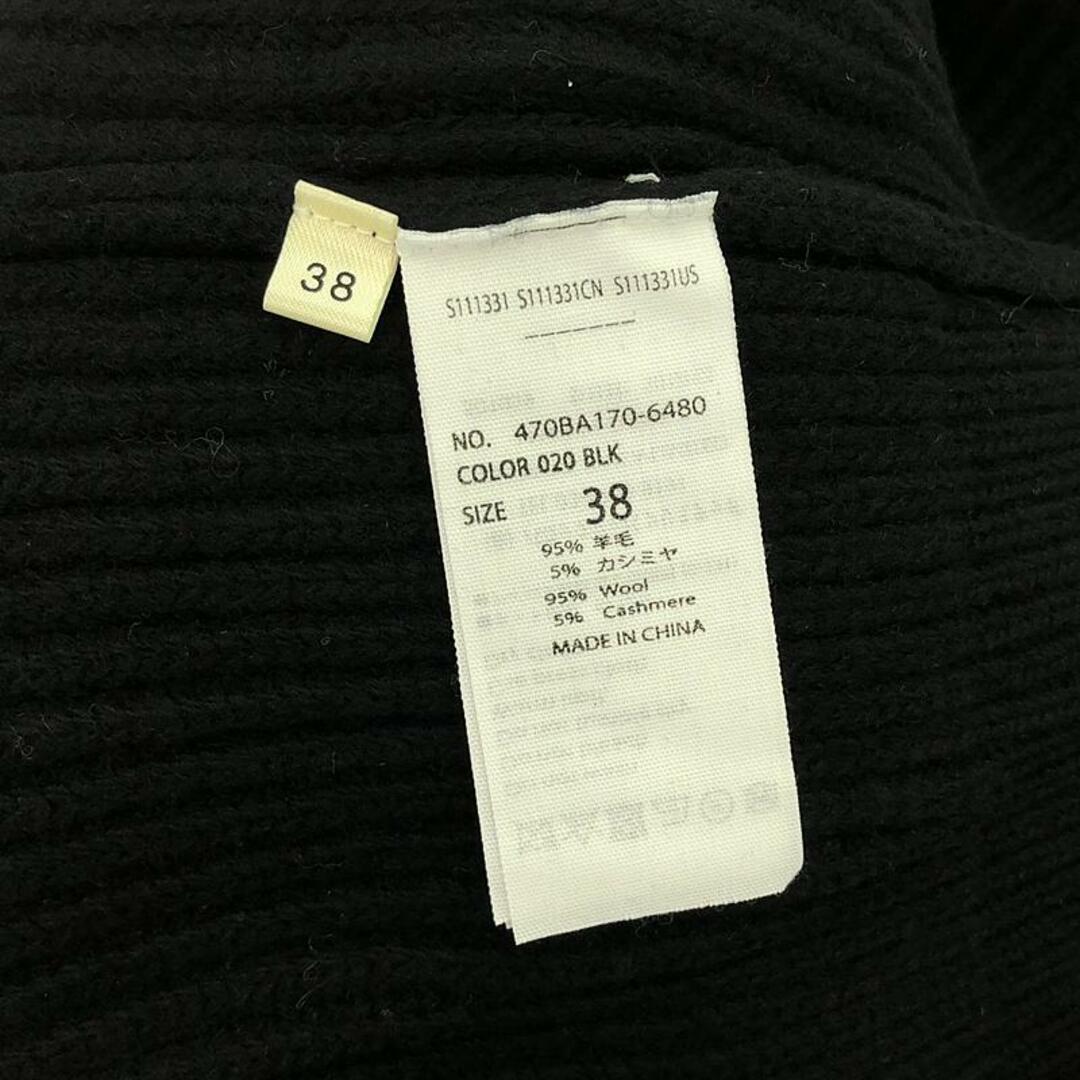 38
S111331 S111331CN S111331US
-------
NO. 470BA170-6480
COLOR 020 BLK
SIZE 38
95% 羊毛
5% カシミヤ
95% Wool
5% Cashmere
MADE IN CHINA